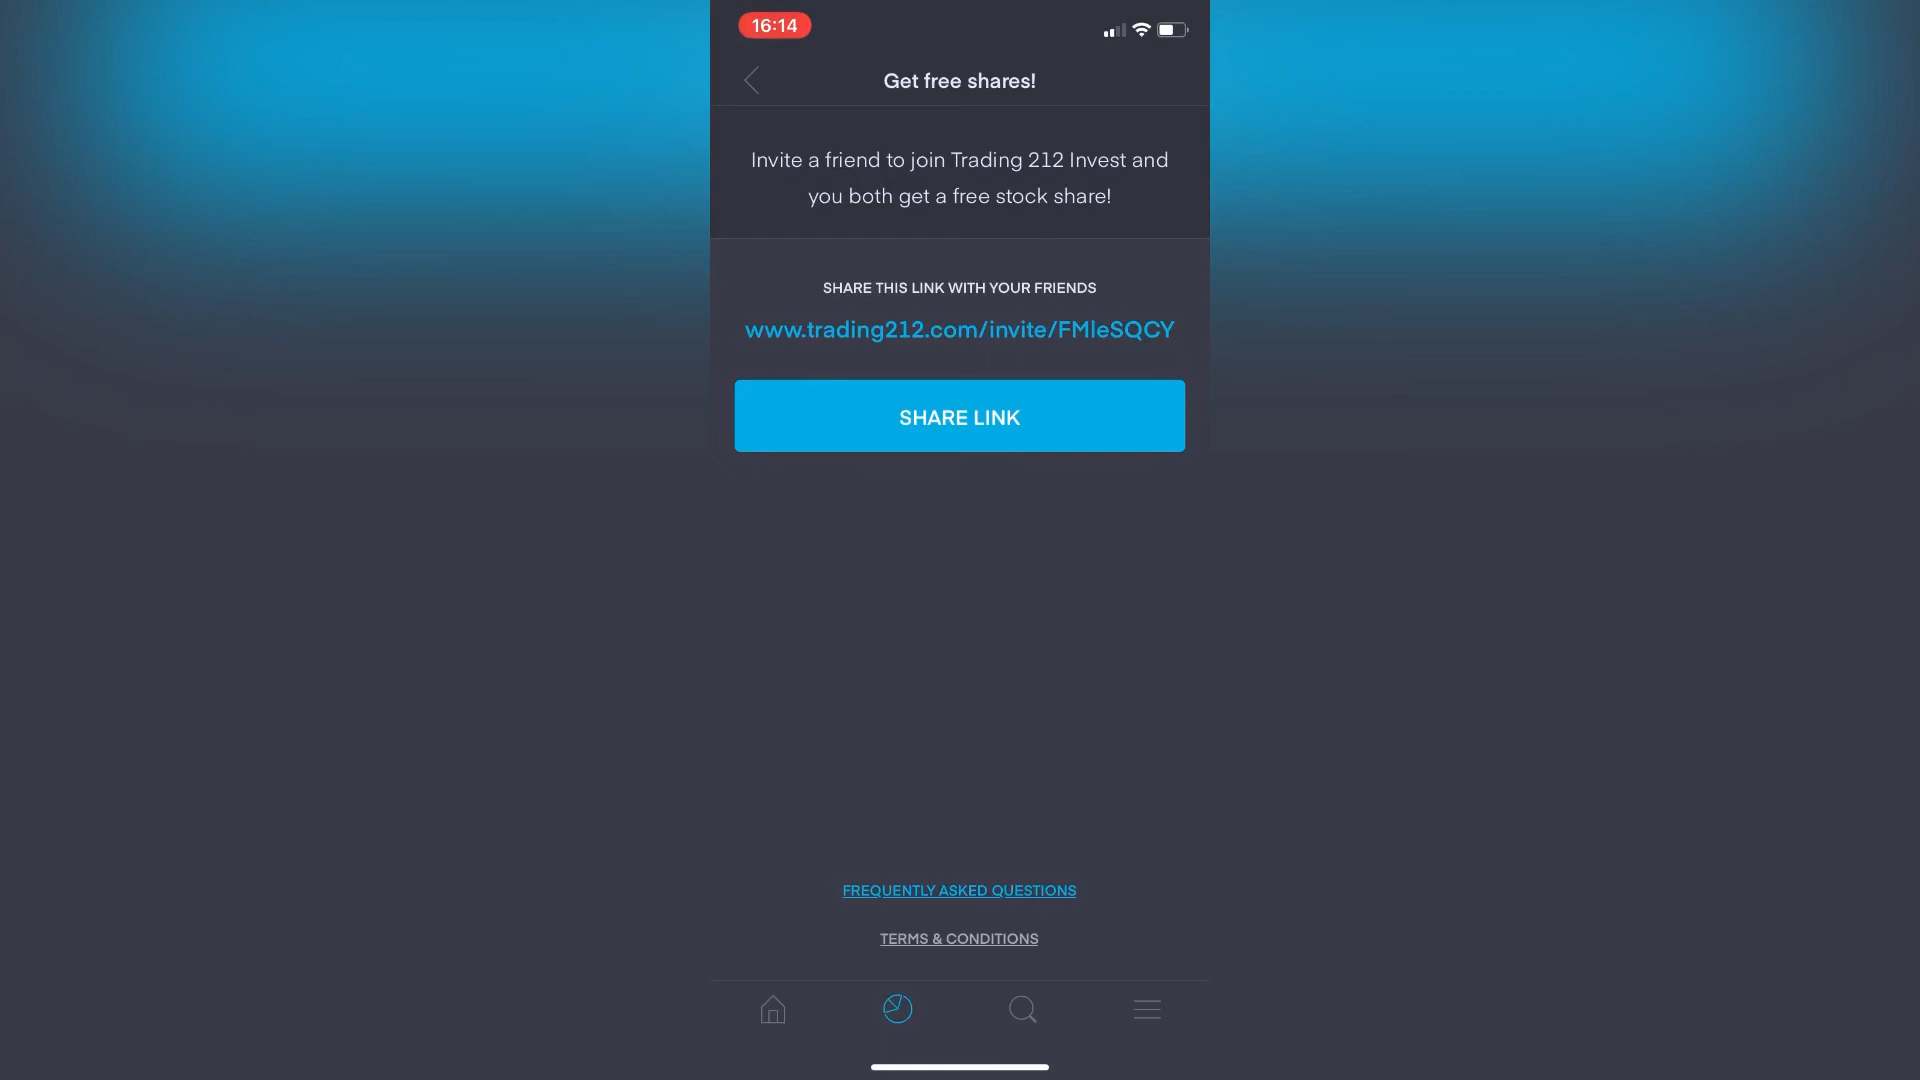 16:14
Get free shares!
Invite a friend to join Trading 212 Invest and
you both get a free stock share!
SHARE THIS LINK WITH YOUR FRIENDS
www.trading212.com/invite/FMleSQCY
SHARE LINK
FREQUENTLY ASKED QUESTIONS
TERMS & CONDITIONS